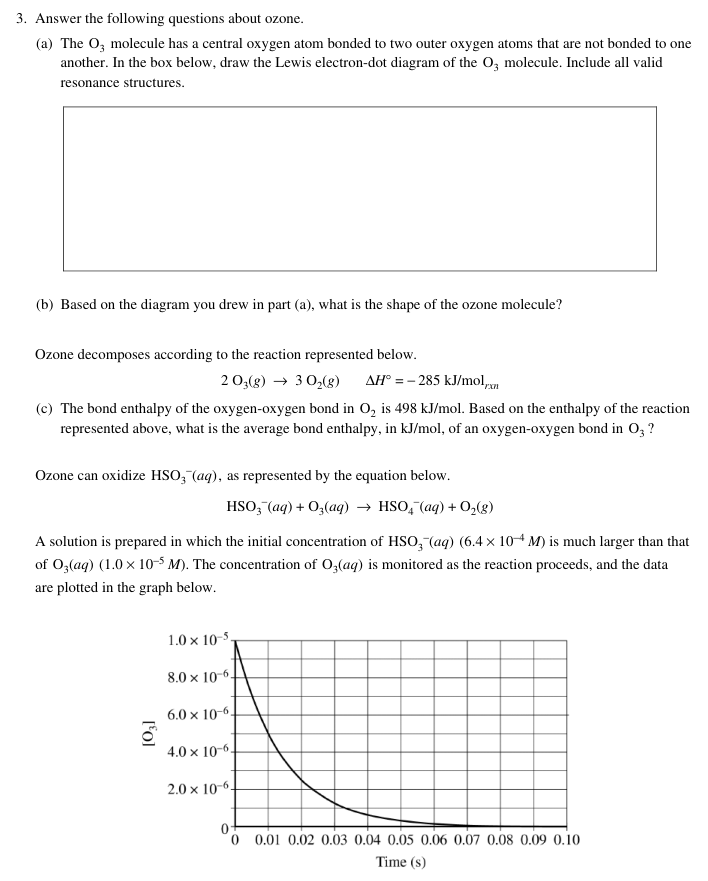 3. Answer the following questions about ozone.
(a) The O₃ molecule has a central oxygen atom bonded to two outer oxygen atoms that are not bonded to one
another. In the box below, draw the Lewis electron-dot diagram of the O₃ molecule. Include all valid
resonance structures.
(b) Based on the diagram you drew in part (a), what is the shape of the ozone molecule?
Ozone decomposes according to the reaction represented below.
2 O₃(g) → 3 O₂(g) ΔH° = − 285 kJ/molᵣₓₙ
(c) The bond enthalpy of the oxygen-oxygen bond in O₂ is 498 kJ/mol. Based on the enthalpy of the reaction
represented above, what is the average bond enthalpy, in kJ/mol, of an oxygen-oxygen bond in O₃ ?
Ozone can oxidize HSO₃⁻(aq), as represented by the equation below.
HSO₃⁻(aq) + O₃(aq) → HSO₄⁻(aq) + O₂(g)
A solution is prepared in which the initial concentration of HSO₃⁻(aq) (6.4 × 10⁻⁴ M) is much larger than that
of O₃(aq) (1.0 × 10⁻⁵ M). The concentration of O₃(aq) is monitored as the reaction proceeds, and the data
are plotted in the graph below.
1.0 × 10⁻⁵
8.0 × 10⁻⁶
6.0 × 10⁻⁶
[O₃]
4.0 × 10⁻⁶
2.0 × 10⁻⁶
0
0 0.01 0.02 0.03 0.04 0.05 0.06 0.07 0.08 0.09 0.10
Time (s)